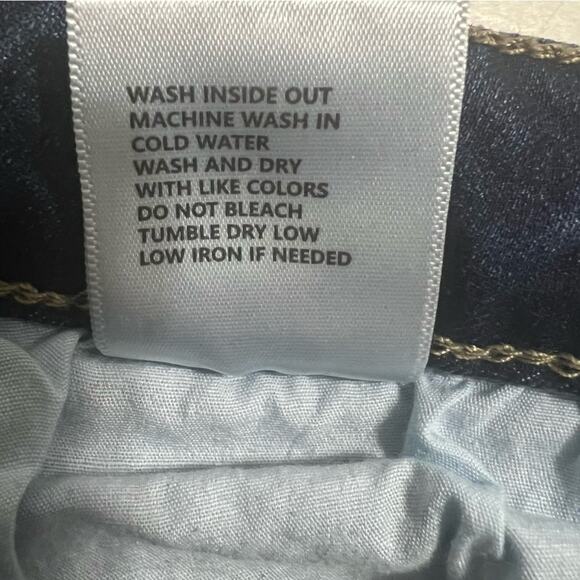 WASH INSIDE OUT
MACHINE WASH IN
COLD WATER
WASH AND DRY
WITH LIKE COLORS
DO NOT BLEACH
TUMBLE DRY LOW
LOW IRON IF NEEDED